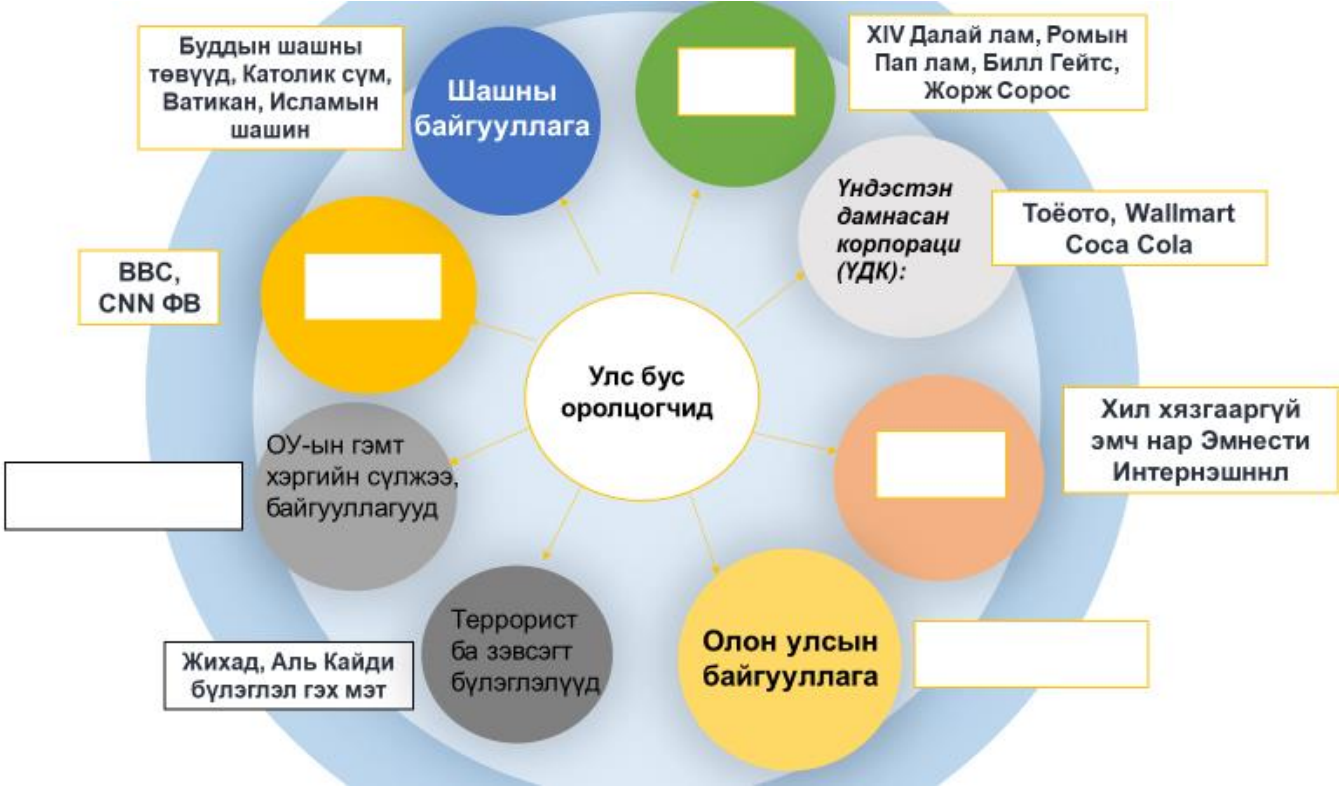 Буддын шашны
төвүүд, Католик сүм,
Ватикан, Исламын
шашин
Шашны
байгууллага
XIV Далай лам, Ромын
Пап лам, Билл Гейтс,
Жорж Сорос
Үндэстэн
дамнасан
корпораци
(ҮДК):
Тоёото, Wallmart
Coca Cola
BBC,
CNN ФВ
Улс бус
оролцогчид
Хил хязгааргүй
эмч нар Эмнести
Интернэшннл
ОУ-ын гэмт
хэргийн сүлжээ,
байгууллагууд
Террорист
ба зэвсэгт
бүлэглэлүүд
Жихад, Аль Кайди
бүлэглэл гэх мэт
Олон улсын
байгууллага